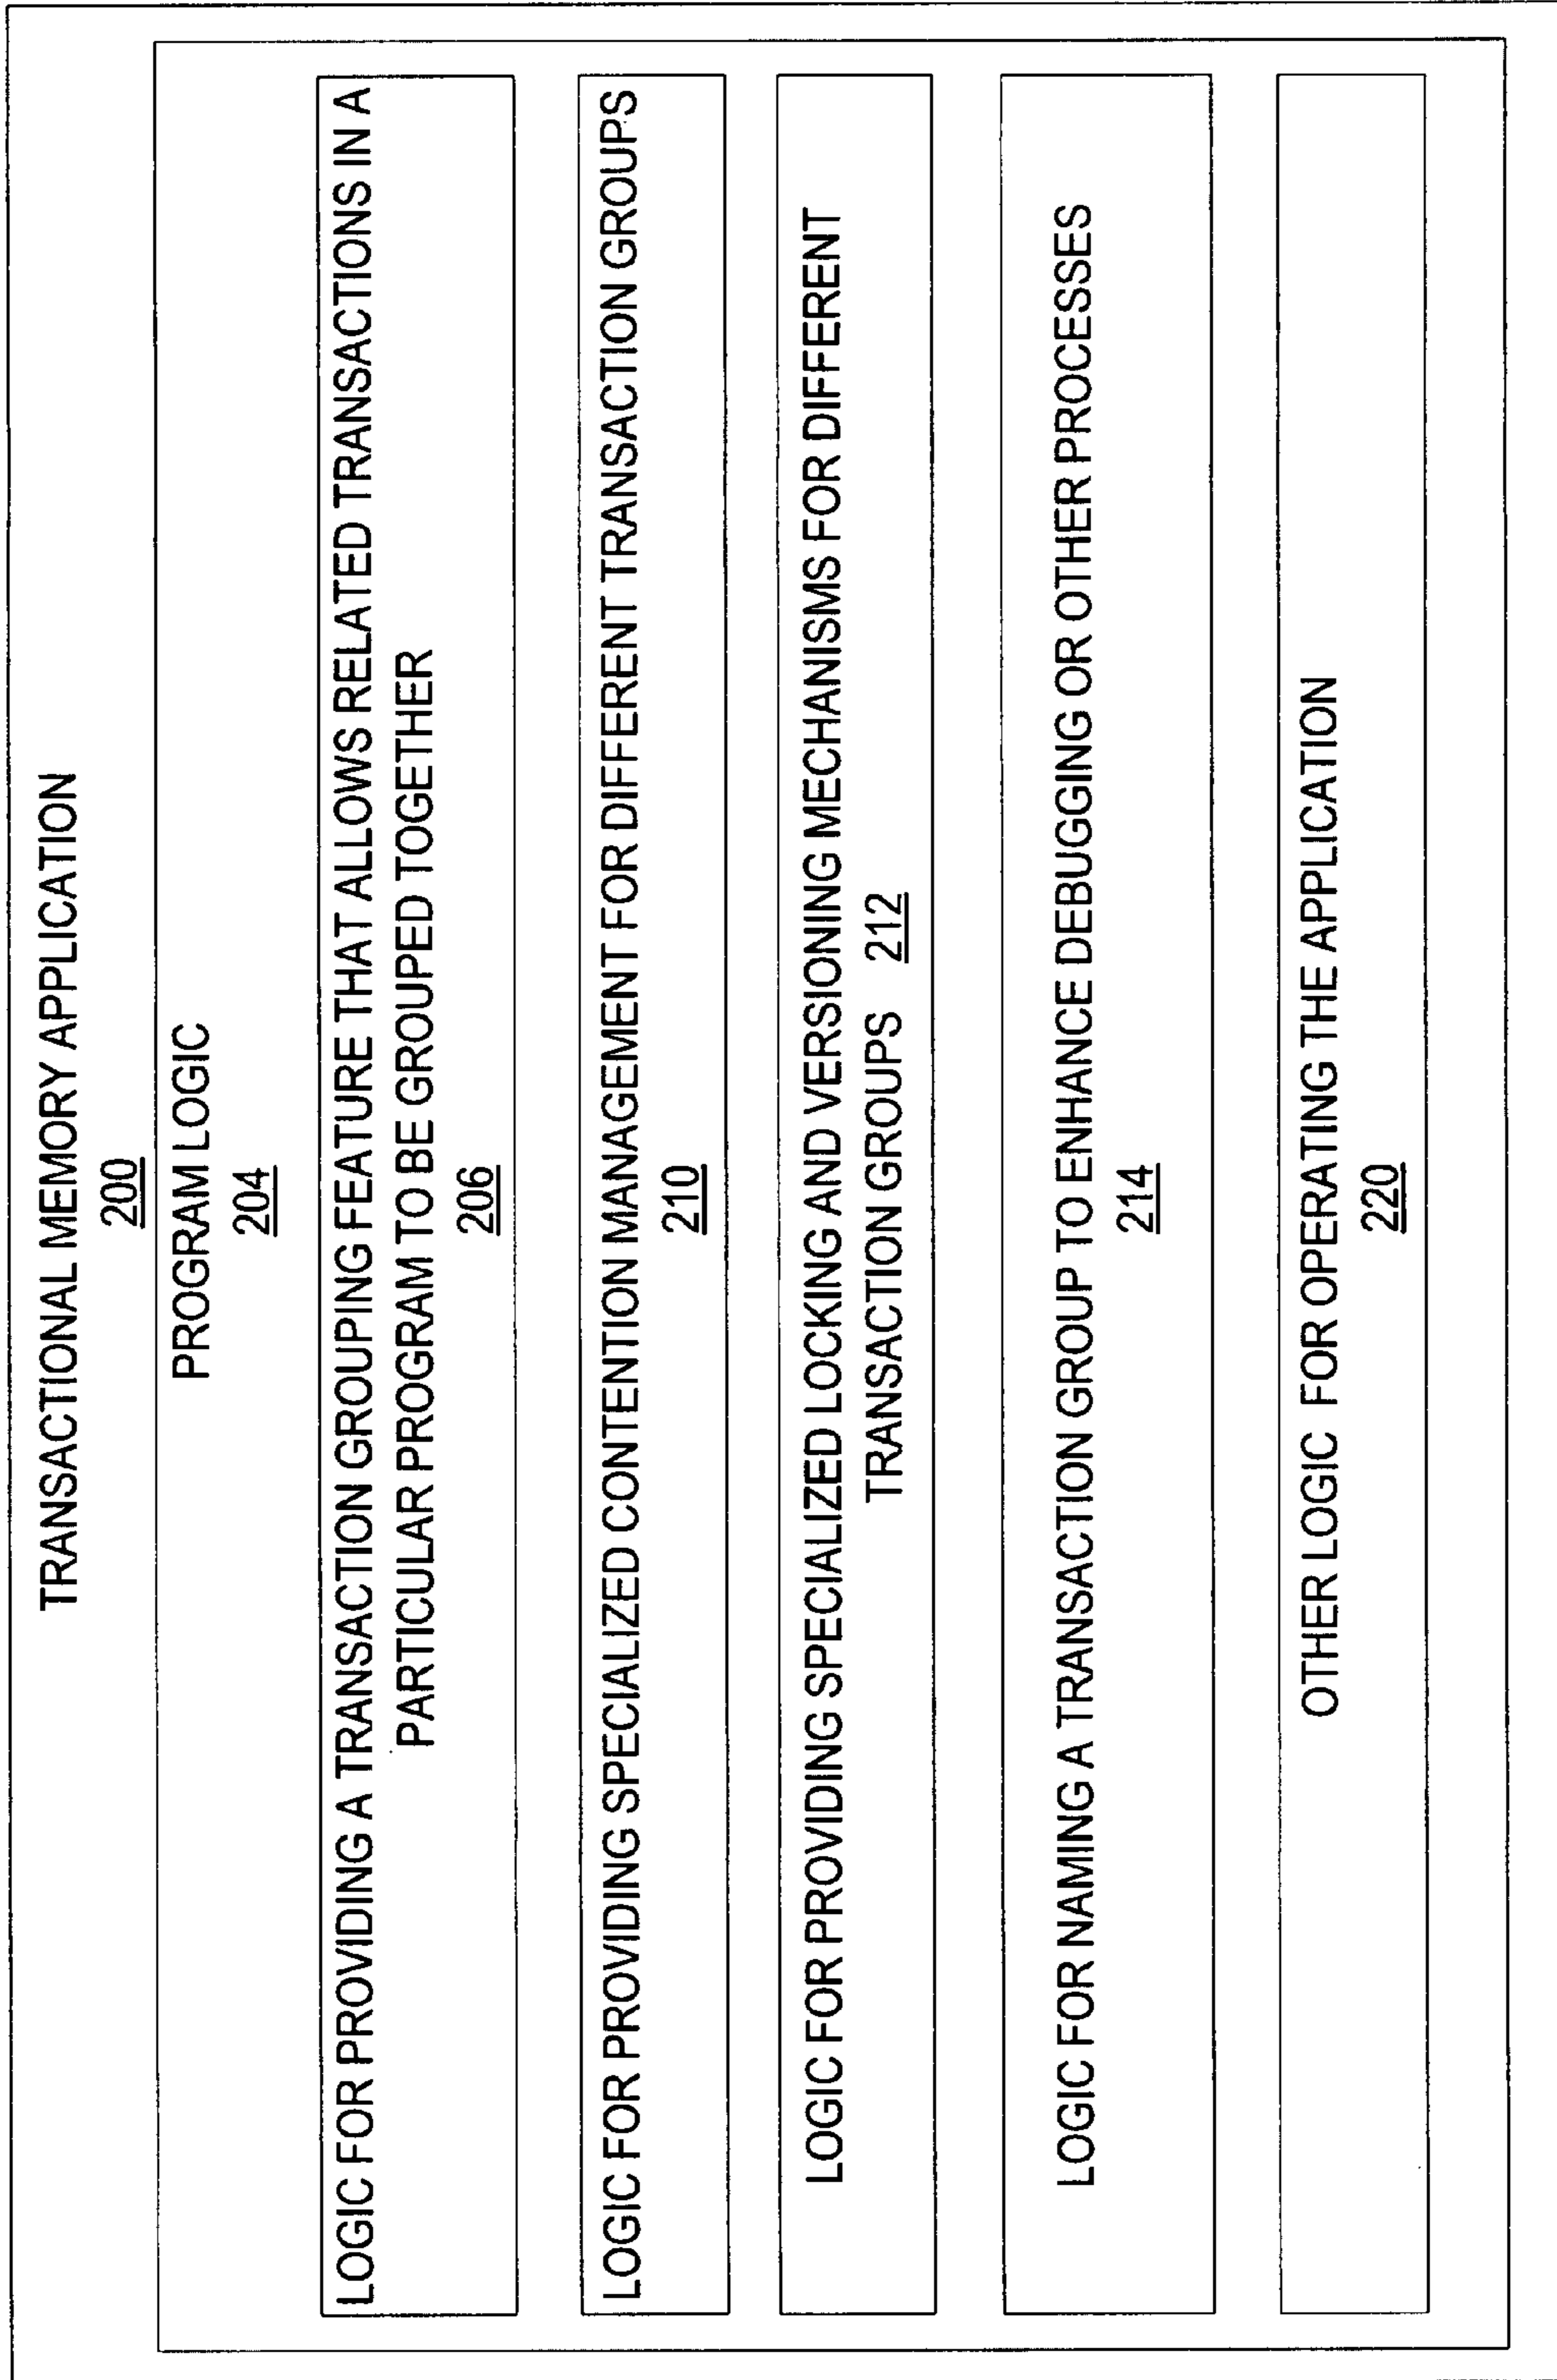 TRANSACTIONAL MEMORY APPLICATION
200
PROGRAM LOGIC
204
LOGIC FOR PROVIDING A TRANSACTION GROUPING FEATURE THAT ALLOWS RELATED TRANSACTIONS IN A
PARTICULAR PROGRAM TO BE GROUPED TOGETHER
206
LOGIC FOR PROVIDING SPECIALIZED CONTENTION MANAGEMENT FOR DIFFERENT TRANSACTION GROUPS
210
LOGIC FOR PROVIDING SPECIALIZED LOCKING AND VERSIONING MECHANISMS FOR DIFFERENT
TRANSACTION GROUPS 212
LOGIC FOR NAMING A TRANSACTION GROUP TO ENHANCE DEBUGGING OR OTHER PROCESSES
214
OTHER LOGIC FOR OPERATING THE APPLICATION
220